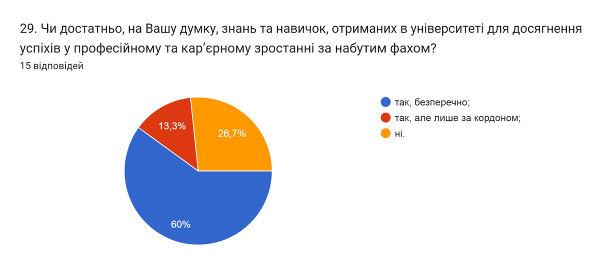 29. Чи достатньо, на Вашу думку, знань та навичок, отриманих в університеті для досягнення
успіхів у професійному та кар’єрному зростанні за набутим фахом?
15 відповідей
так, безперечно;
так, але лише за кордоном;
ні.
13,3%
26,7%
60%